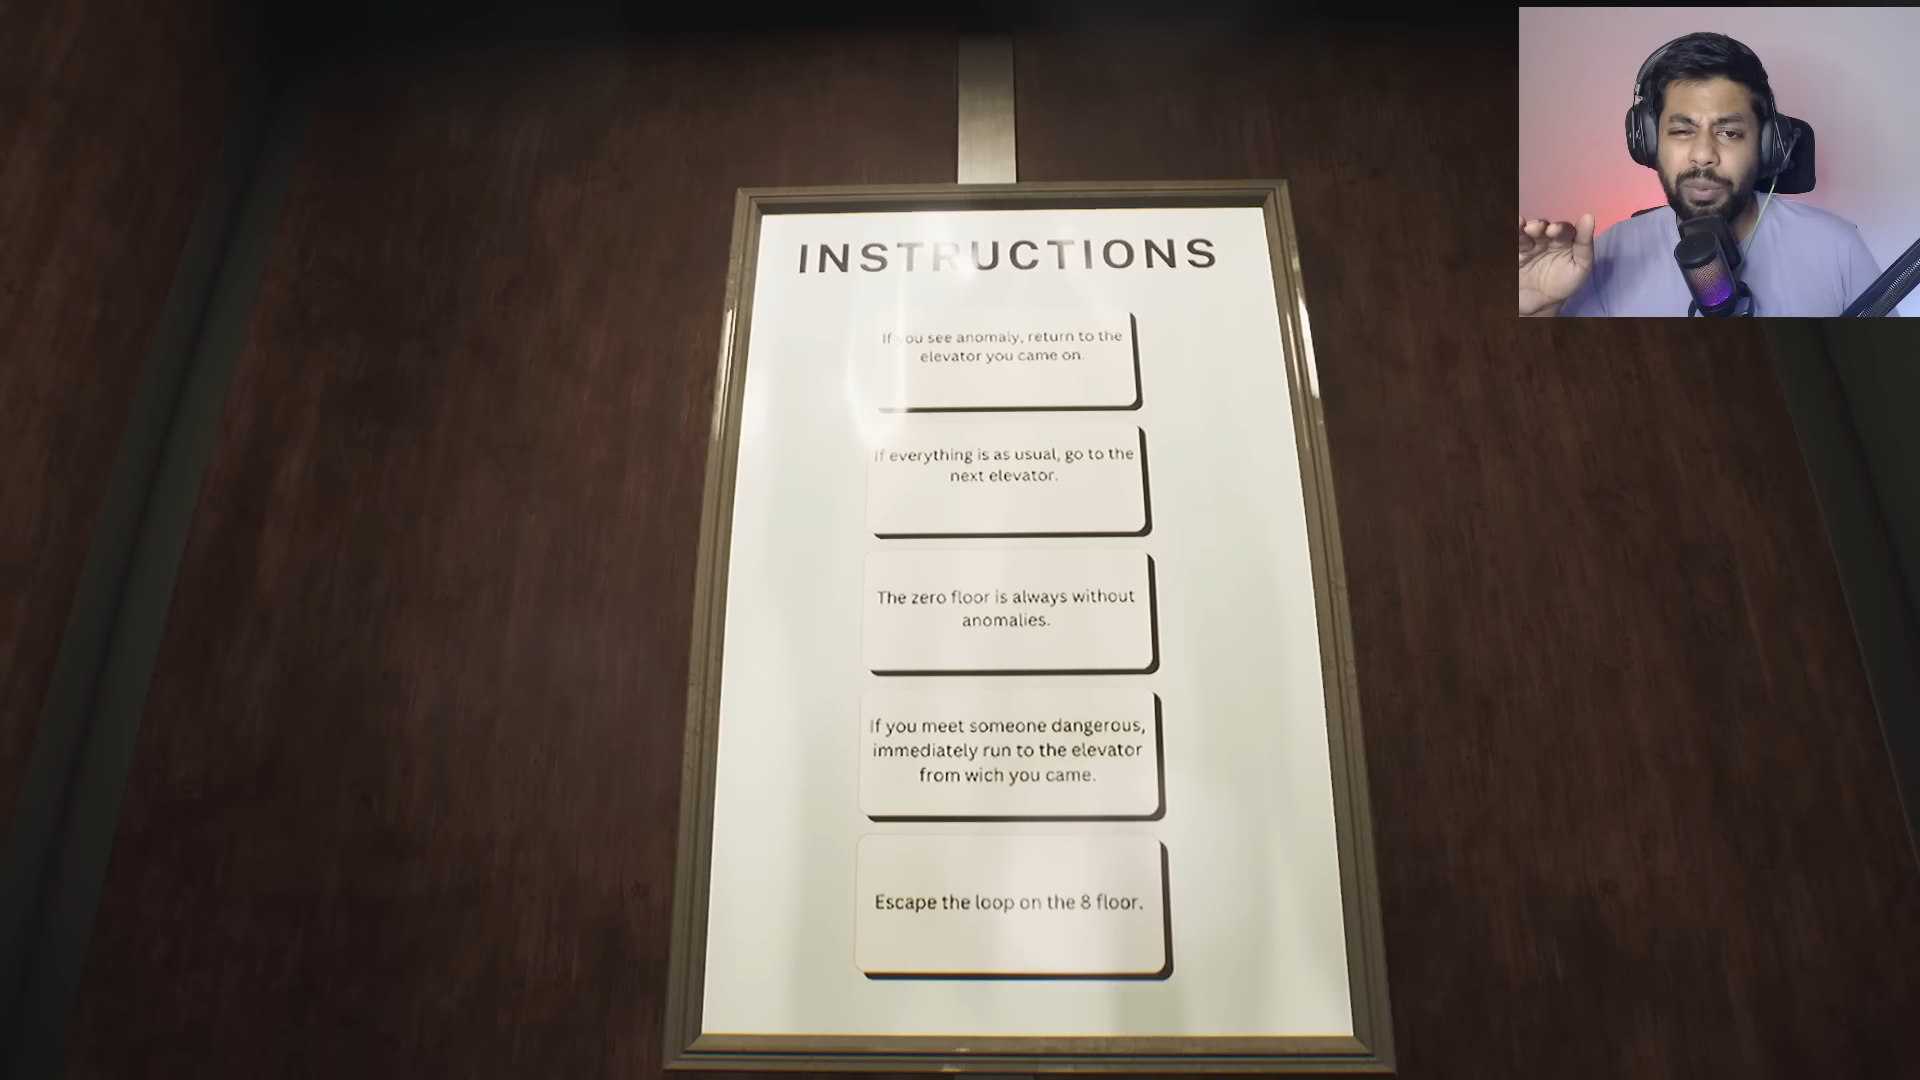 INSTRUCTIONS
If you see anomaly, return to the
elevator you came on.
If everything is as usual, go to the
next elevator.
The zero floor is always without
anomalies.
If you meet someone dangerous,
immediately run to the elevator
from wich you came.
Escape the loop on the 8 floor.